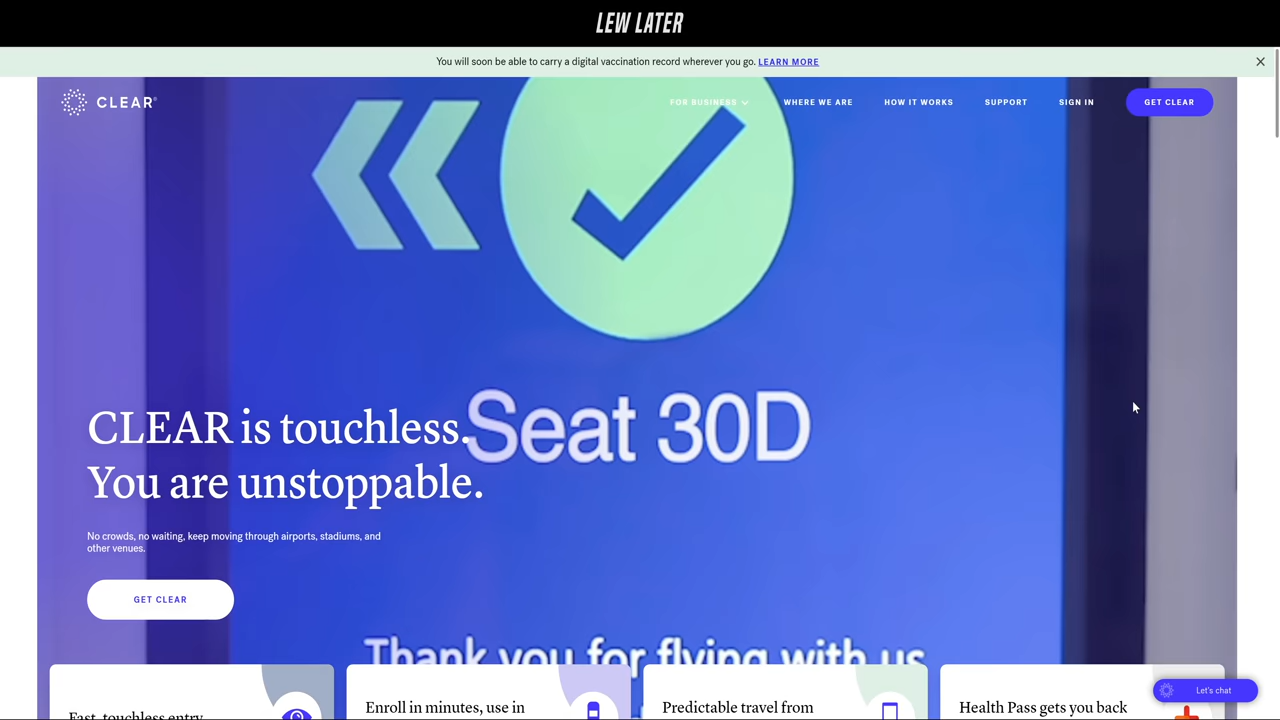 LEW LATER
You will soon be able to carry a digital vaccination record wherever you go. LEARN MORE
CLEAR
FOR BUSINESS
WHERE WE ARE
HOW IT WORKS
SUPPORT
SIGN IN
GET CLEAR
Seat 30D
CLEAR is touchless.
You are unstoppable.
No crowds, no waiting, keep moving through airports, stadiums, and
other venues.
GET CLEAR
Thank you for flying with us
Fast, touchless entry
Enroll in minutes, use in
Predictable travel from
Health Pass gets you back
Let's chat